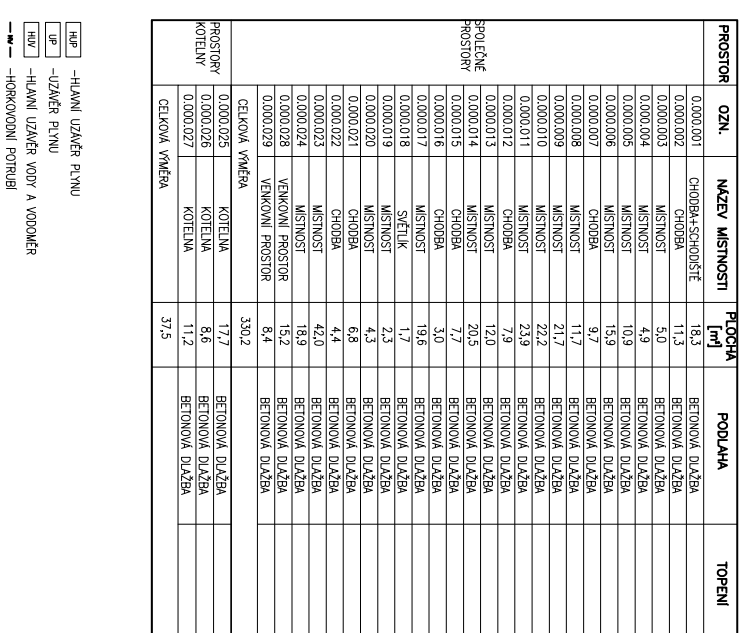 PROSTOR OZN. NÁZEV MÍSTNOSTI PLOCHA [m²] PODLAHA TOPENÍ
SPOLEČNÉ PROSTORY
0.000.001 CHODBA+SCHODIŠTĚ 18,3 BETONOVÁ DLAŽBA
0.000.002 CHODBA 11,3 BETONOVÁ DLAŽBA
0.000.003 MÍSTNOST 5,0 BETONOVÁ DLAŽBA
0.000.004 MÍSTNOST 4,9 BETONOVÁ DLAŽBA
0.000.005 MÍSTNOST 10,9 BETONOVÁ DLAŽBA
0.000.006 MÍSTNOST 15,9 BETONOVÁ DLAŽBA
0.000.007 CHODBA 9,7 BETONOVÁ DLAŽBA
0.000.008 MÍSTNOST 11,7 BETONOVÁ DLAŽBA
0.000.009 MÍSTNOST 21,7 BETONOVÁ DLAŽBA
0.000.010 MÍSTNOST 22,2 BETONOVÁ DLAŽBA
0.000.011 MÍSTNOST 23,9 BETONOVÁ DLAŽBA
0.000.012 CHODBA 7,9 BETONOVÁ DLAŽBA
0.000.013 MÍSTNOST 12,0 BETONOVÁ DLAŽBA
0.000.014 MÍSTNOST 20,5 BETONOVÁ DLAŽBA
0.000.015 CHODBA 7,7 BETONOVÁ DLAŽBA
0.000.016 CHODBA 3,0 BETONOVÁ DLAŽBA
0.000.017 MÍSTNOST 19,6 BETONOVÁ DLAŽBA
0.000.018 SVĚTLÍK 1,7 BETONOVÁ DLAŽBA
0.000.019 MÍSTNOST 2,3 BETONOVÁ DLAŽBA
0.000.020 MÍSTNOST 4,3 BETONOVÁ DLAŽBA
0.000.021 CHODBA 6,8 BETONOVÁ DLAŽBA
0.000.022 CHODBA 4,4 BETONOVÁ DLAŽBA
0.000.023 MÍSTNOST 42,0 BETONOVÁ DLAŽBA
0.000.024 MÍSTNOST 18,9 BETONOVÁ DLAŽBA
0.000.028 VENKOVNÍ PROSTOR 15,2 BETONOVÁ DLAŽBA
0.000.029 VENKOVNÍ PROSTOR 8,4 BETONOVÁ DLAŽBA
CELKOVÁ VÝMĚRA 330,2
PROSTORY KOTELNY
0.000.025 KOTELNA 17,7 BETONOVÁ DLAŽBA
0.000.026 KOTELNA 8,6 BETONOVÁ DLAŽBA
0.000.027 KOTELNA 11,2 BETONOVÁ DLAŽBA
CELKOVÁ VÝMĚRA 37,5
HUP -HLAVNÍ UZÁVĚR PLYNU
UP -UZÁVĚR PLYNU
HUV -HLAVNÍ UZÁVĚR VODY A VODOMĚR
-HORKOVODNÍ POTRUBÍ